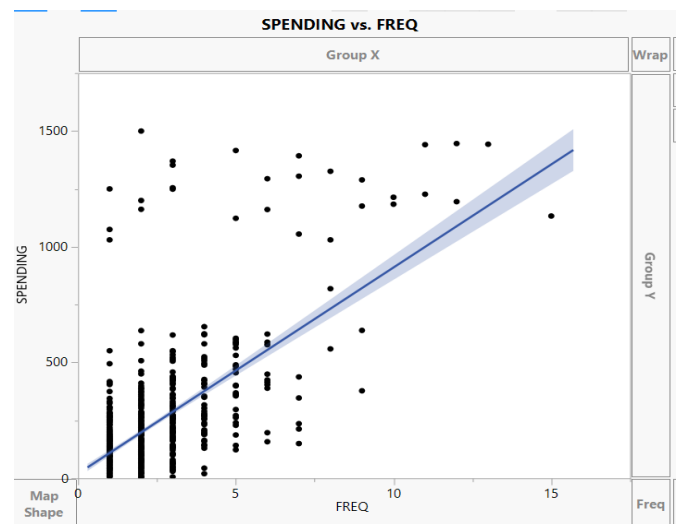 SPENDING vs. FREQ
Group X
Wrap
1500
1000
500
0
SPENDING
Group Y
Map
Shape
0
5
10
15
FREQ
Freq